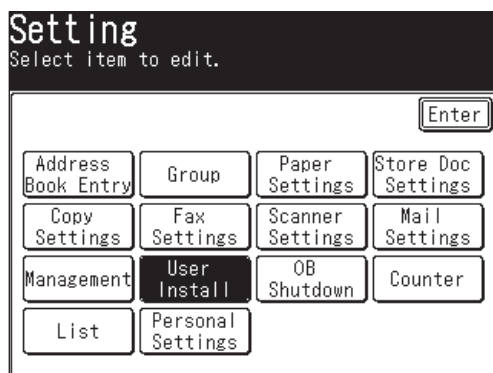 Setting
Select item to edit.
Enter
Address
Book Entry
Group
Paper
Settings
Store Doc
Settings
Copy
Settings
Fax
Settings
Scanner
Settings
Mail
Settings
Management
User
Install
OB
Shutdown
Counter
List
Personal
Settings